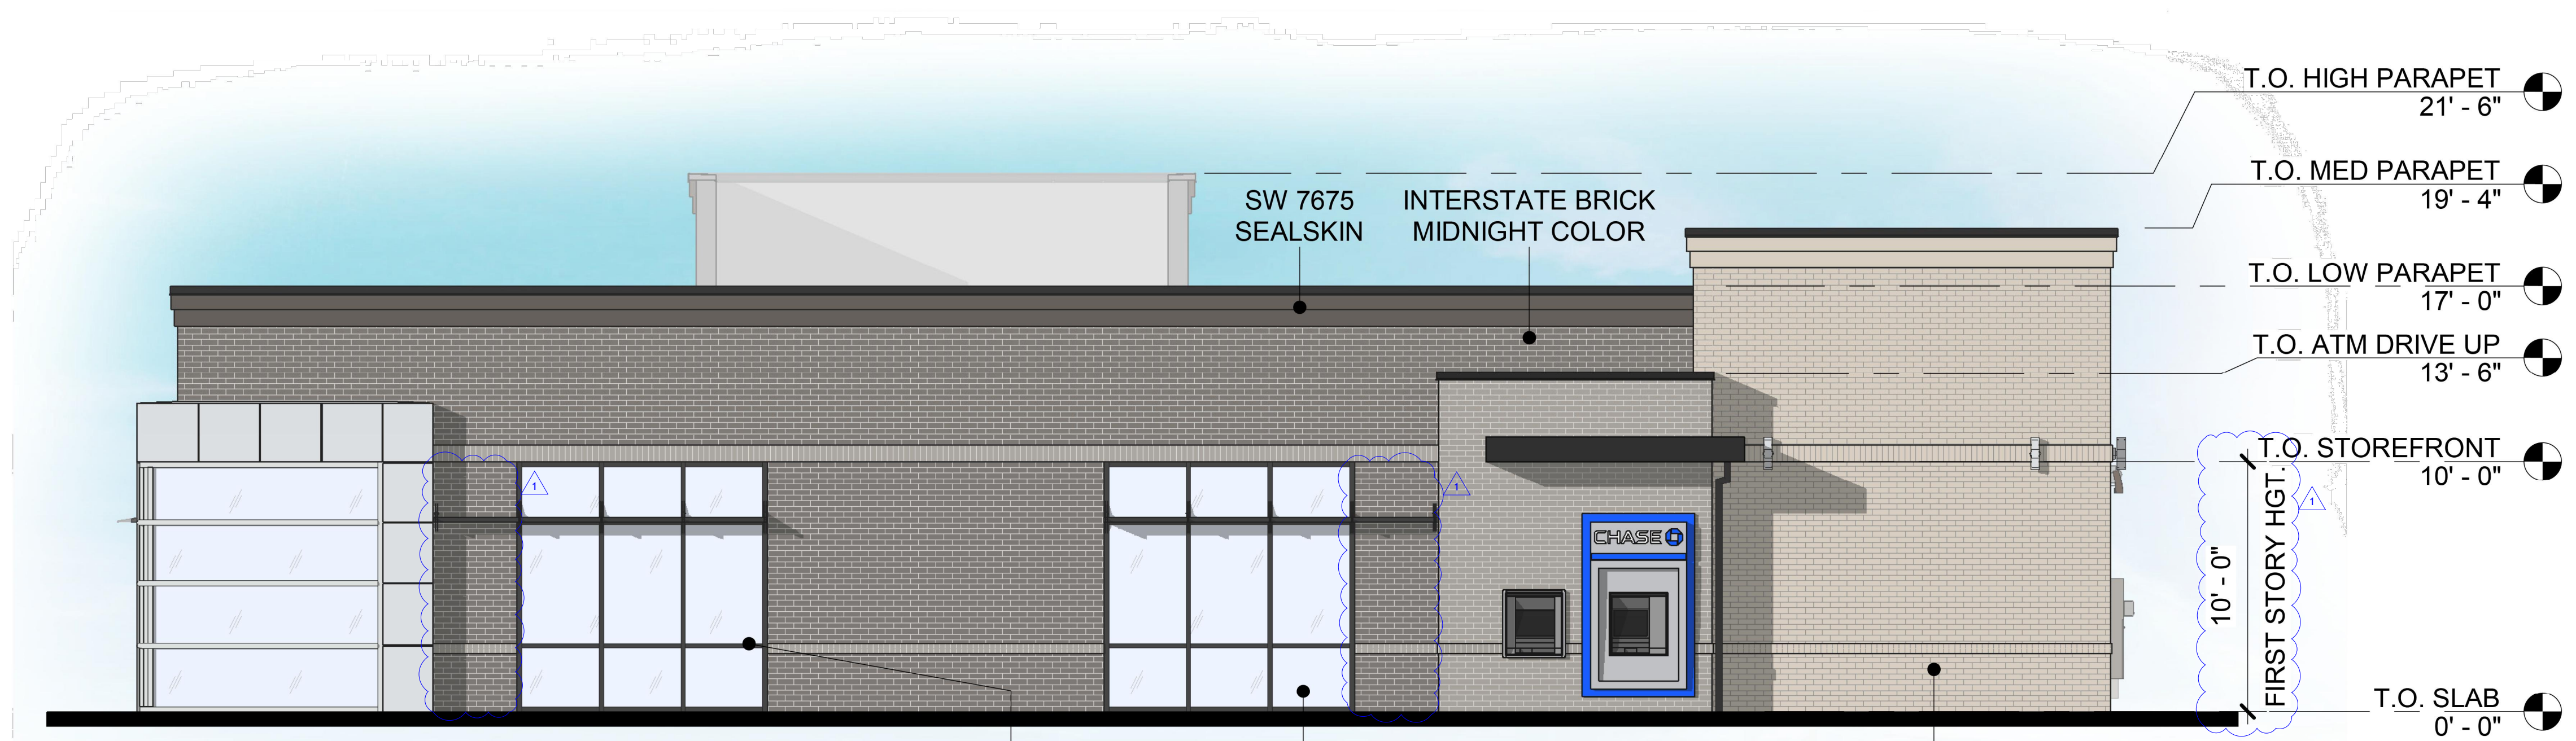 T.O. HIGH PARAPET
21' - 6"
T.O. MED PARAPET
19' - 4"
SW 7675
SEALSKIN
INTERSTATE BRICK
MIDNIGHT COLOR
T.O. LOW PARAPET
17' - 0"
T.O. ATM DRIVE UP
13' - 6"
T.O. STOREFRONT
10' - 0"
1
1
1
CHASE
10' - 0"
FIRST STORY HGT.
T.O. SLAB
0' - 0"